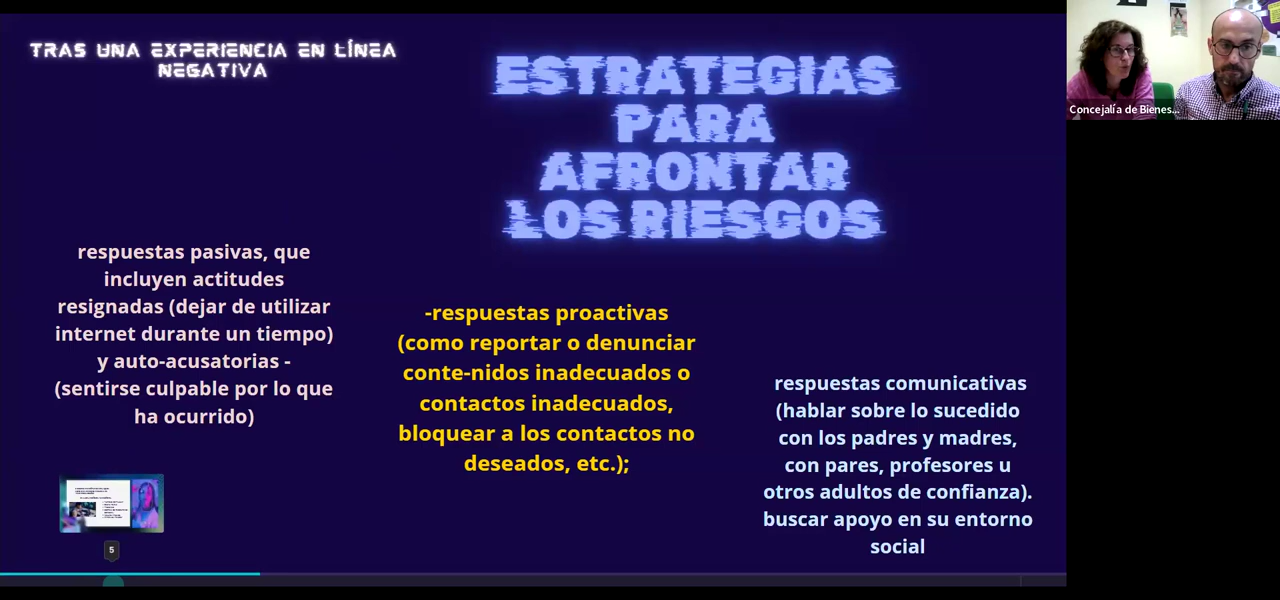 TRAS UNA EXPERIENCIA EN LÍNEA
NEGATIVA
ESTRATEGIAS
PARA
AFRONTAR
LOS RIESGOS
respuestas pasivas, que
incluyen actitudes
resignadas (dejar de utilizar
internet durante un tiempo)
y auto-acusatorias -
(sentirse culpable por lo que
ha ocurrido)
-respuestas proactivas
(como reportar o denunciar
conte-nidos inadecuados o
contactos inadecuados,
bloquear a los contactos no
deseados, etc.);
respuestas comunicativas
(hablar sobre lo sucedido
con los padres y madres,
con pares, profesores u
otros adultos de confianza).
buscar apoyo en su entorno
social
5
Concejalía de Bienes...